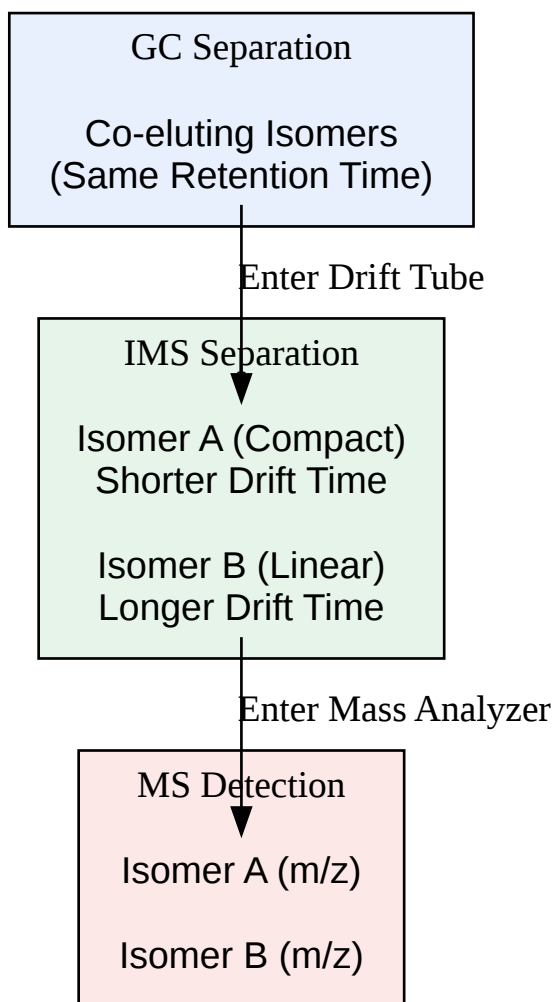 GC Separation
Co-eluting Isomers
(Same Retention Time)
Enter Drift Tube
IMS Separation
Isomer A (Compact)
Shorter Drift Time
Isomer B (Linear)
Longer Drift Time
Enter Mass Analyzer
MS Detection
Isomer A (m/z)
Isomer B (m/z)